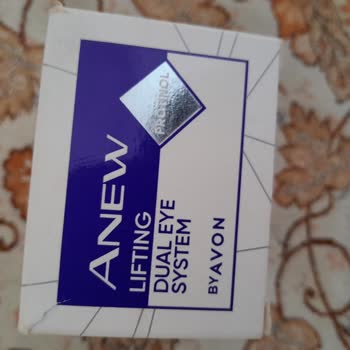 PROTINOL
ANEW
LIFTING
DUAL EYE
SYSTEM
BY AVON